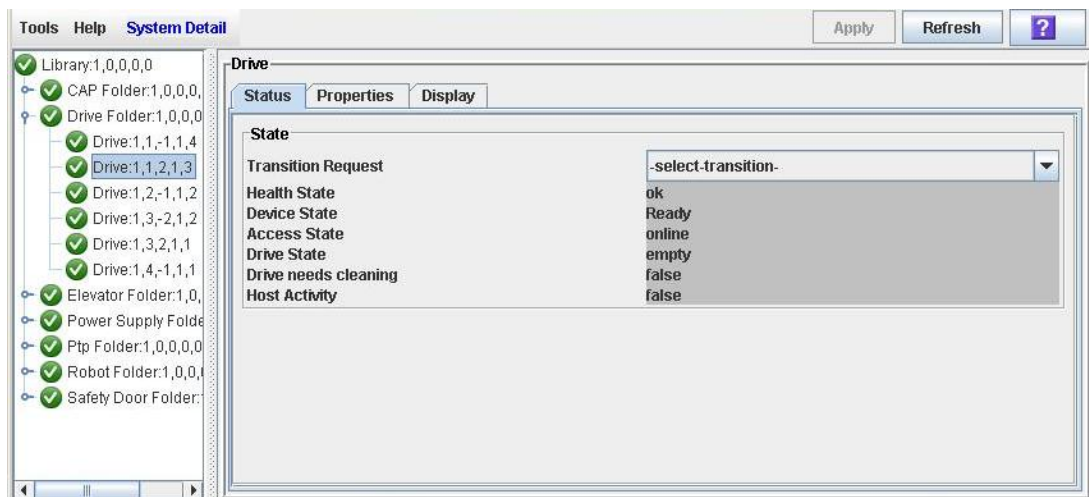 Tools Help System Detail
Apply Refresh ?
Library:1,0,0,0,0
CAP Folder:1,0,0,0,
Drive Folder:1,0,0,0
Drive:1,1,-1,1,4
Drive:1,1,2,1,3
Drive:1,2,-1,1,2
Drive:1,3,-2,1,2
Drive:1,3,2,1,1
Drive:1,4,-1,1,1
Elevator Folder:1,0,
Power Supply Folde
Ptp Folder:1,0,0,0,0
Robot Folder:1,0,0,
Safety Door Folder:
Drive
Status Properties Display
State
Transition Request -select-transition-
Health State ok
Device State Ready
Access State online
Drive State empty
Drive needs cleaning false
Host Activity false